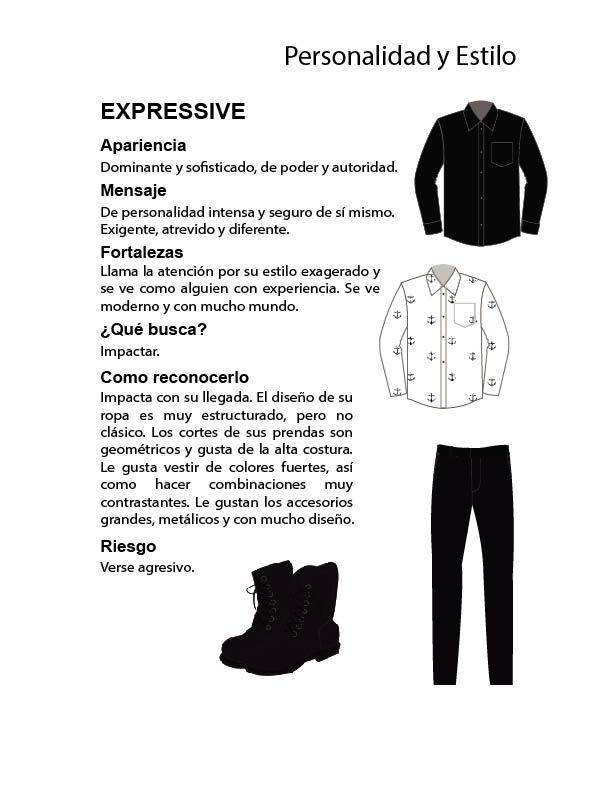 Personalidad y Estilo
EXPRESSIVE
Apariencia
Dominante y sofisticado, de poder y autoridad.
Mensaje
De personalidad intensa y seguro de sí mismo.
Exigente, atrevido y diferente.
Fortalezas
Llama la atención por su estilo exagerado y
se ve como alguien con experiencia. Se ve
moderno y con mucho mundo.
¿Qué busca?
Impactar.
Como reconocerlo
Impacta con su llegada. El diseño de su
ropa es muy estructurado, pero no
clásico. Los cortes de sus prendas son
geométricos y gusta de la alta costura.
Le gusta vestir de colores fuertes, así
como hacer combinaciones muy
contrastantes. Le gustan los accesorios
grandes, metálicos y con mucho diseño.
Riesgo
Verse agresivo.